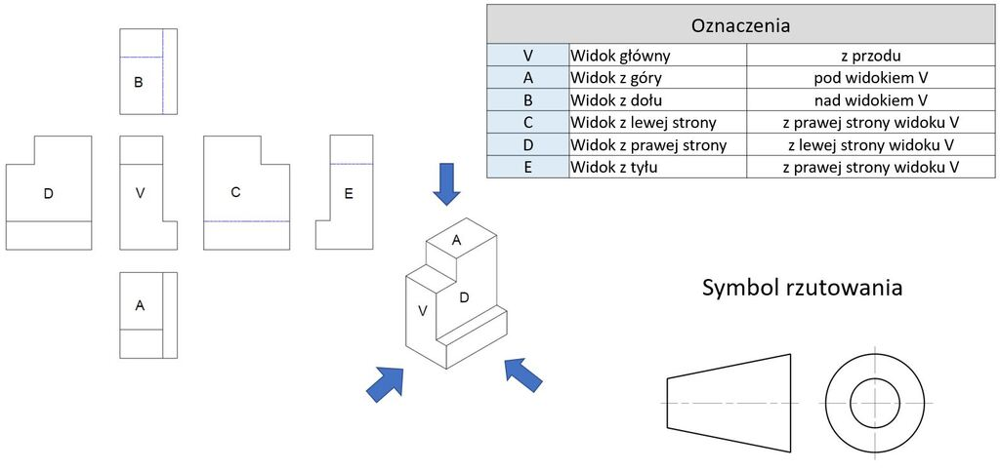 Oznaczenia
V Widok główny z przodu
A Widok z góry pod widokiem V
B Widok z dołu nad widokiem V
C Widok z lewej strony z prawej strony widoku V
D Widok z prawej strony z lewej strony widoku V
E Widok z tyłu z prawej strony widoku V
B
D V C E
A
A
V D
Symbol rzutowania